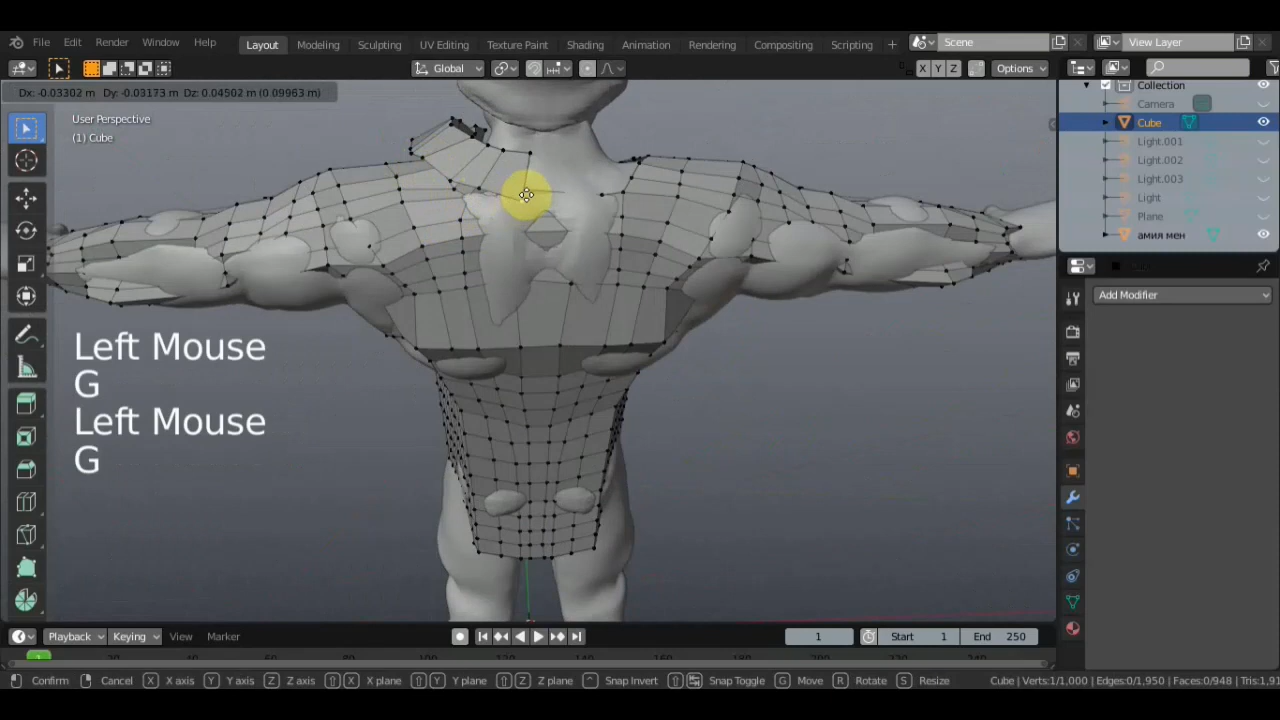 File Edit Render Window Help Layout Modeling Sculpting UV Editing Texture Paint Shading Animation Rendering Compositing Scripting + Scene View Layer
Global X Y Z Options
Dx: -0.03302 m Dy: -0.03173 m Dz: 0.04502 m (0.09963 m)
User Perspective
(1) Cube
Collection
Camera
Cube
Light.001
Light.002
Light.003
Light
Plane
амия мен
Add Modifier
Left Mouse
G
Left Mouse
G
Playback Keying View Marker 1 Start 1 End 250
Confirm Cancel X X axis Y Y axis Z Z axis X X plane Y Y plane Z Z plane Snap Invert Snap Toggle G Move R Rotate S Resize Cube | Verts:1/1,000 | Edges:0/1,950 | Faces:0/948 | Tris:1,91